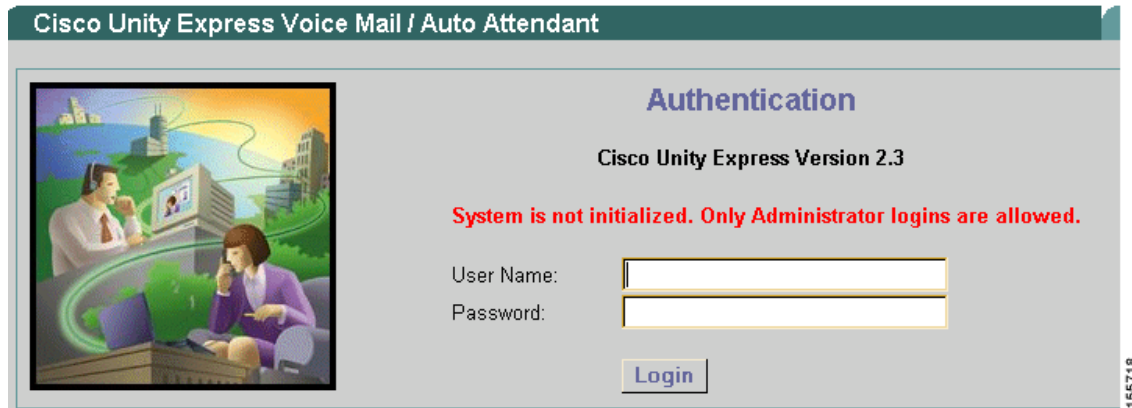 Cisco Unity Express Voice Mail / Auto Attendant
Authentication
Cisco Unity Express Version 2.3
System is not initialized. Only Administrator logins are allowed.
User Name:
Password:
Login
155718